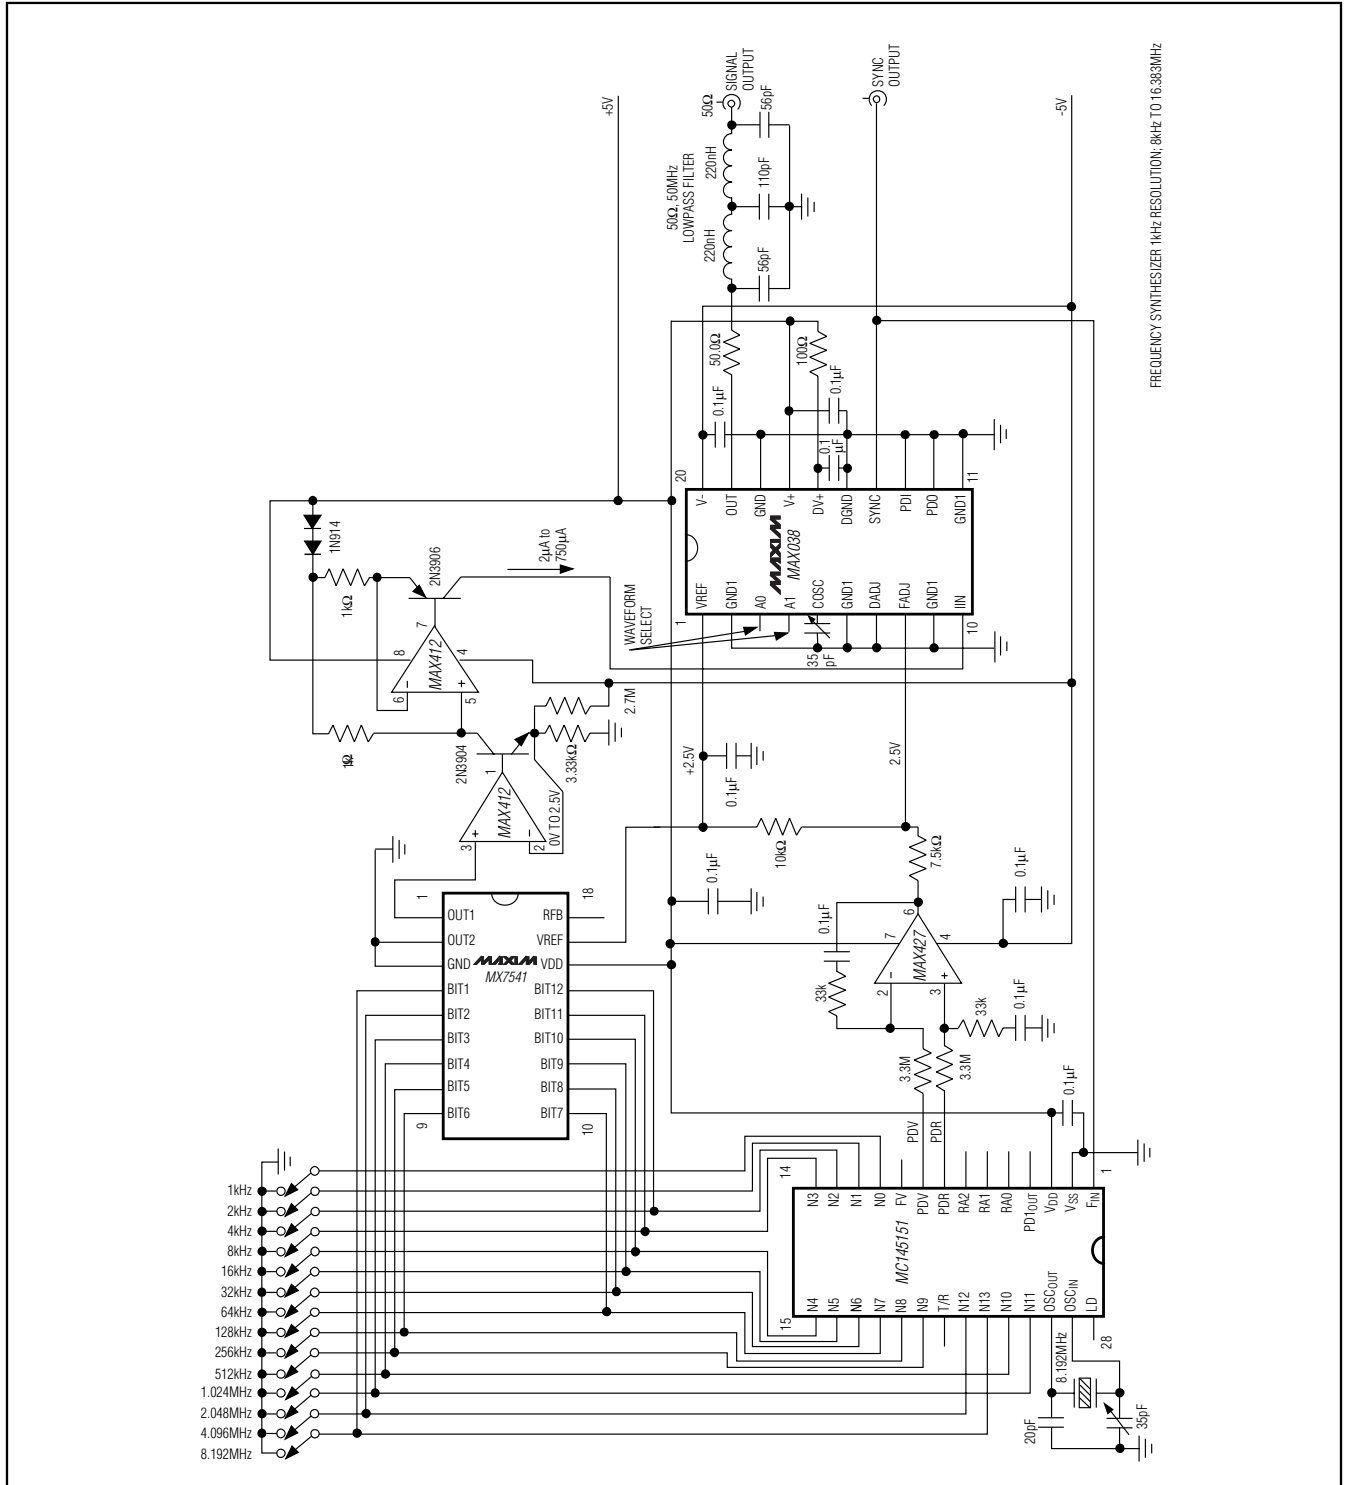 FREQUENCY SYNTHESIZER 1kHz RESOLUTION; 8kHz TO 16.383MHz
SIGNAL
OUTPUT
SYNC
OUTPUT
50Ω
56pF
220nH
110pF
220nH
56pF
50Ω, 50MHz
LOWPASS FILTER
+5V
-5V
50.0Ω
100Ω
0.1µF
0.1µF
0.1
µF
20
11
V-
OUT
GND
V+
DV+
DGND
SYNC
PDI
PDO
GND1
MAXIM
MAX038
VREF
GND1
A0
A1
COSC
GND1
DADJ
FADJ
GND1
IIN
1
10
WAVEFORM
SELECT
35
pF
1N914
2N3906
2µA to
750µA
1kΩ
7
8
4
MAX412
6
5
-
+
2.7M
3.33kΩ
2N3904
1
MAX412
3
2
+
-
0V TO 2.5V
+2.5V
2.5V
0.1µF
10kΩ
7.5kΩ
0.1µF
0.1µF
0.1µF
6
7
4
MAX427
2
3
-
+
33k
33k
0.1µF
3.3M
3.3M
0.1µF
PDV
PDR
1
18
OUT1
OUT2
GND
BIT1
BIT2
BIT3
BIT4
BIT5
BIT6
MAXIM
MX7541
RFB
VREF
VDD
BIT12
BIT11
BIT10
BIT9
BIT8
BIT7
9
10
14
1
N3
N2
N1
N0
FV
PDV
PDR
RA2
RA1
RA0
PD1OUT
VDD
VSS
FIN
MC145151
N4
N5
N6
N7
N8
N9
T/R
N12
N13
N10
N11
OSCOUT
OSCIN
LD
15
28
8.192MHz
20pF
35pF
1kHz
2kHz
4kHz
8kHz
16kHz
32kHz
64kHz
128kHz
256kHz
512kHz
1.024MHz
2.048MHz
4.096MHz
8.192MHz